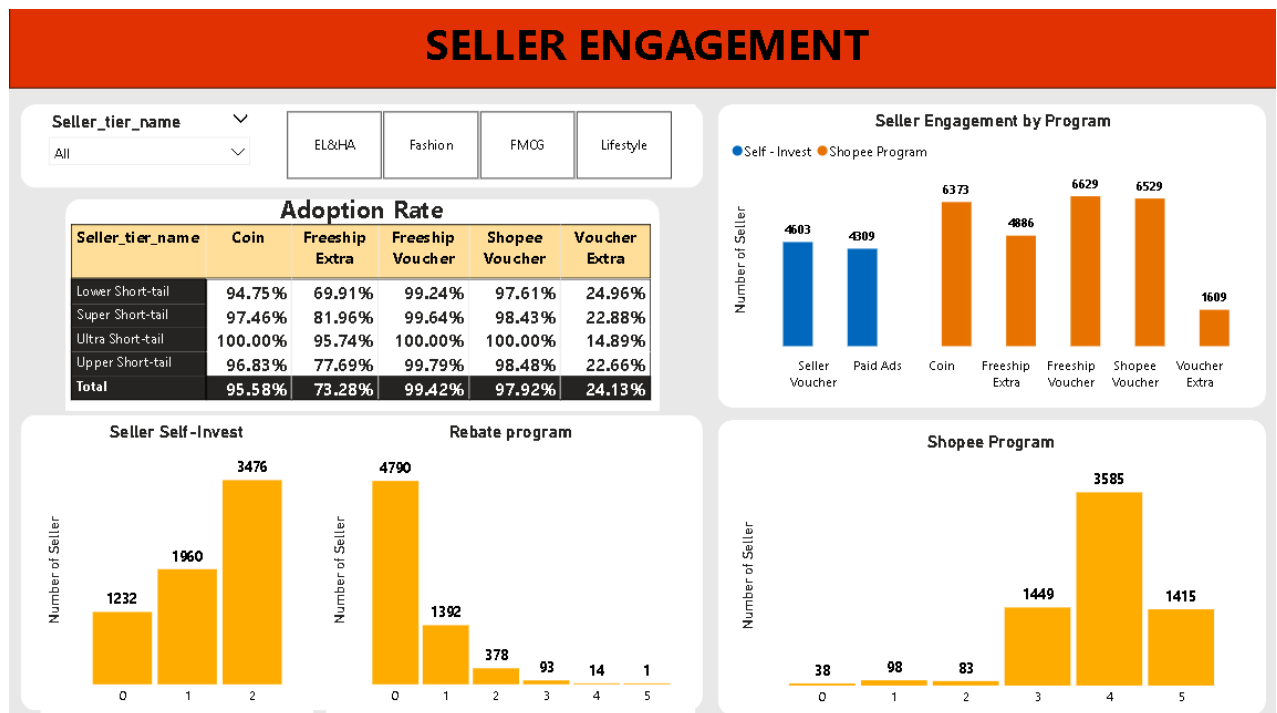 SELLER ENGAGEMENT
Seller_tier_name
All
EL&HA
Fashion
FMCG
Lifestyle
Adoption Rate
Seller_tier_name Coin Freeship Extra Freeship Voucher Shopee Voucher Voucher Extra
Lower Short-tail 94.75% 69.91% 99.24% 97.61% 24.96%
Super Short-tail 97.46% 81.96% 99.64% 98.43% 22.88%
Ultra Short-tail 100.00% 95.74% 100.00% 100.00% 14.89%
Upper Short-tail 96.83% 77.69% 99.79% 98.48% 22.66%
Total 95.58% 73.28% 99.42% 97.92% 24.13%
Seller Engagement by Program
Self - Invest Shopee Program
Number of Seller
4603 4309 6373 4886 6629 6529 1609
Seller Voucher Paid Ads Coin Freeship Extra Freeship Voucher Shopee Voucher Voucher Extra
Seller Self-Invest
Number of Seller
1232 1960 3476
0 1 2
Rebate program
Number of Seller
4790 1392 378 93 14 1
0 1 2 3 4 5
Shopee Program
Number of Seller
38 98 83 1449 3585 1415
0 1 2 3 4 5